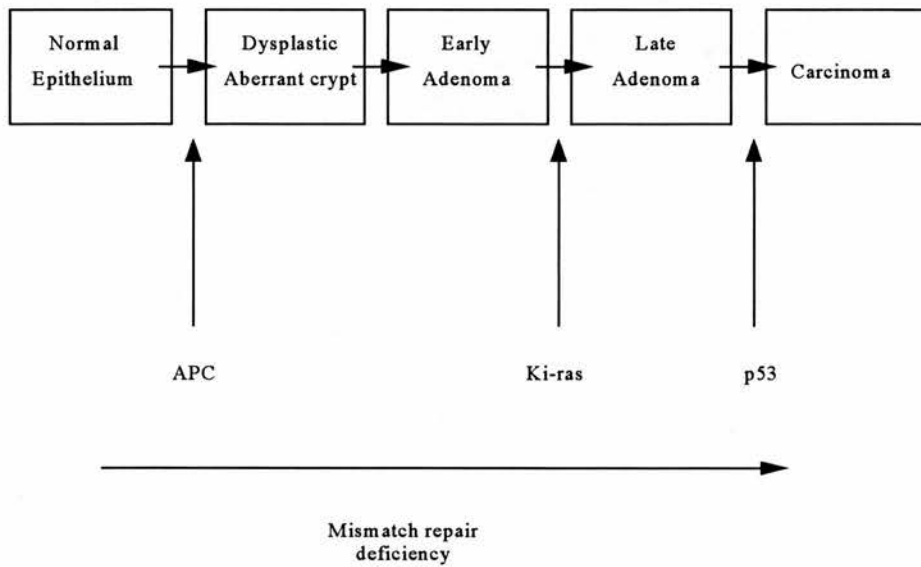 Normal
Epithelium
Dysplastic
Aberrant crypt
Early
Adenoma
Late
Adenoma
Carcinoma
APC
Ki-ras
p53
Mismatch repair
deficiency